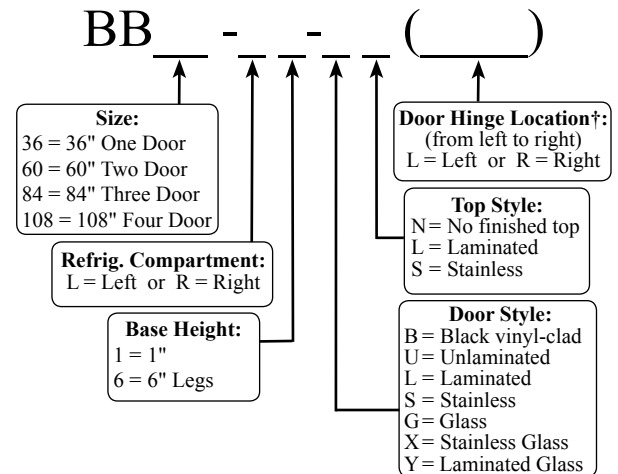 BB___ - _ _ - _ _ (____)
Size:
36 = 36" One Door
60 = 60" Two Door
84 = 84" Three Door
108 = 108" Four Door
Refrig. Compartment:
L = Left or R = Right
Base Height:
1 = 1"
6 = 6" Legs
Door Hinge Location†:
(from left to right)
L = Left or R = Right
Top Style:
N = No finished top
L = Laminated
S = Stainless
Door Style:
B = Black vinyl-clad
U = Unlaminated
L = Laminated
S = Stainless
G = Glass
X = Stainless Glass
Y = Laminated Glass